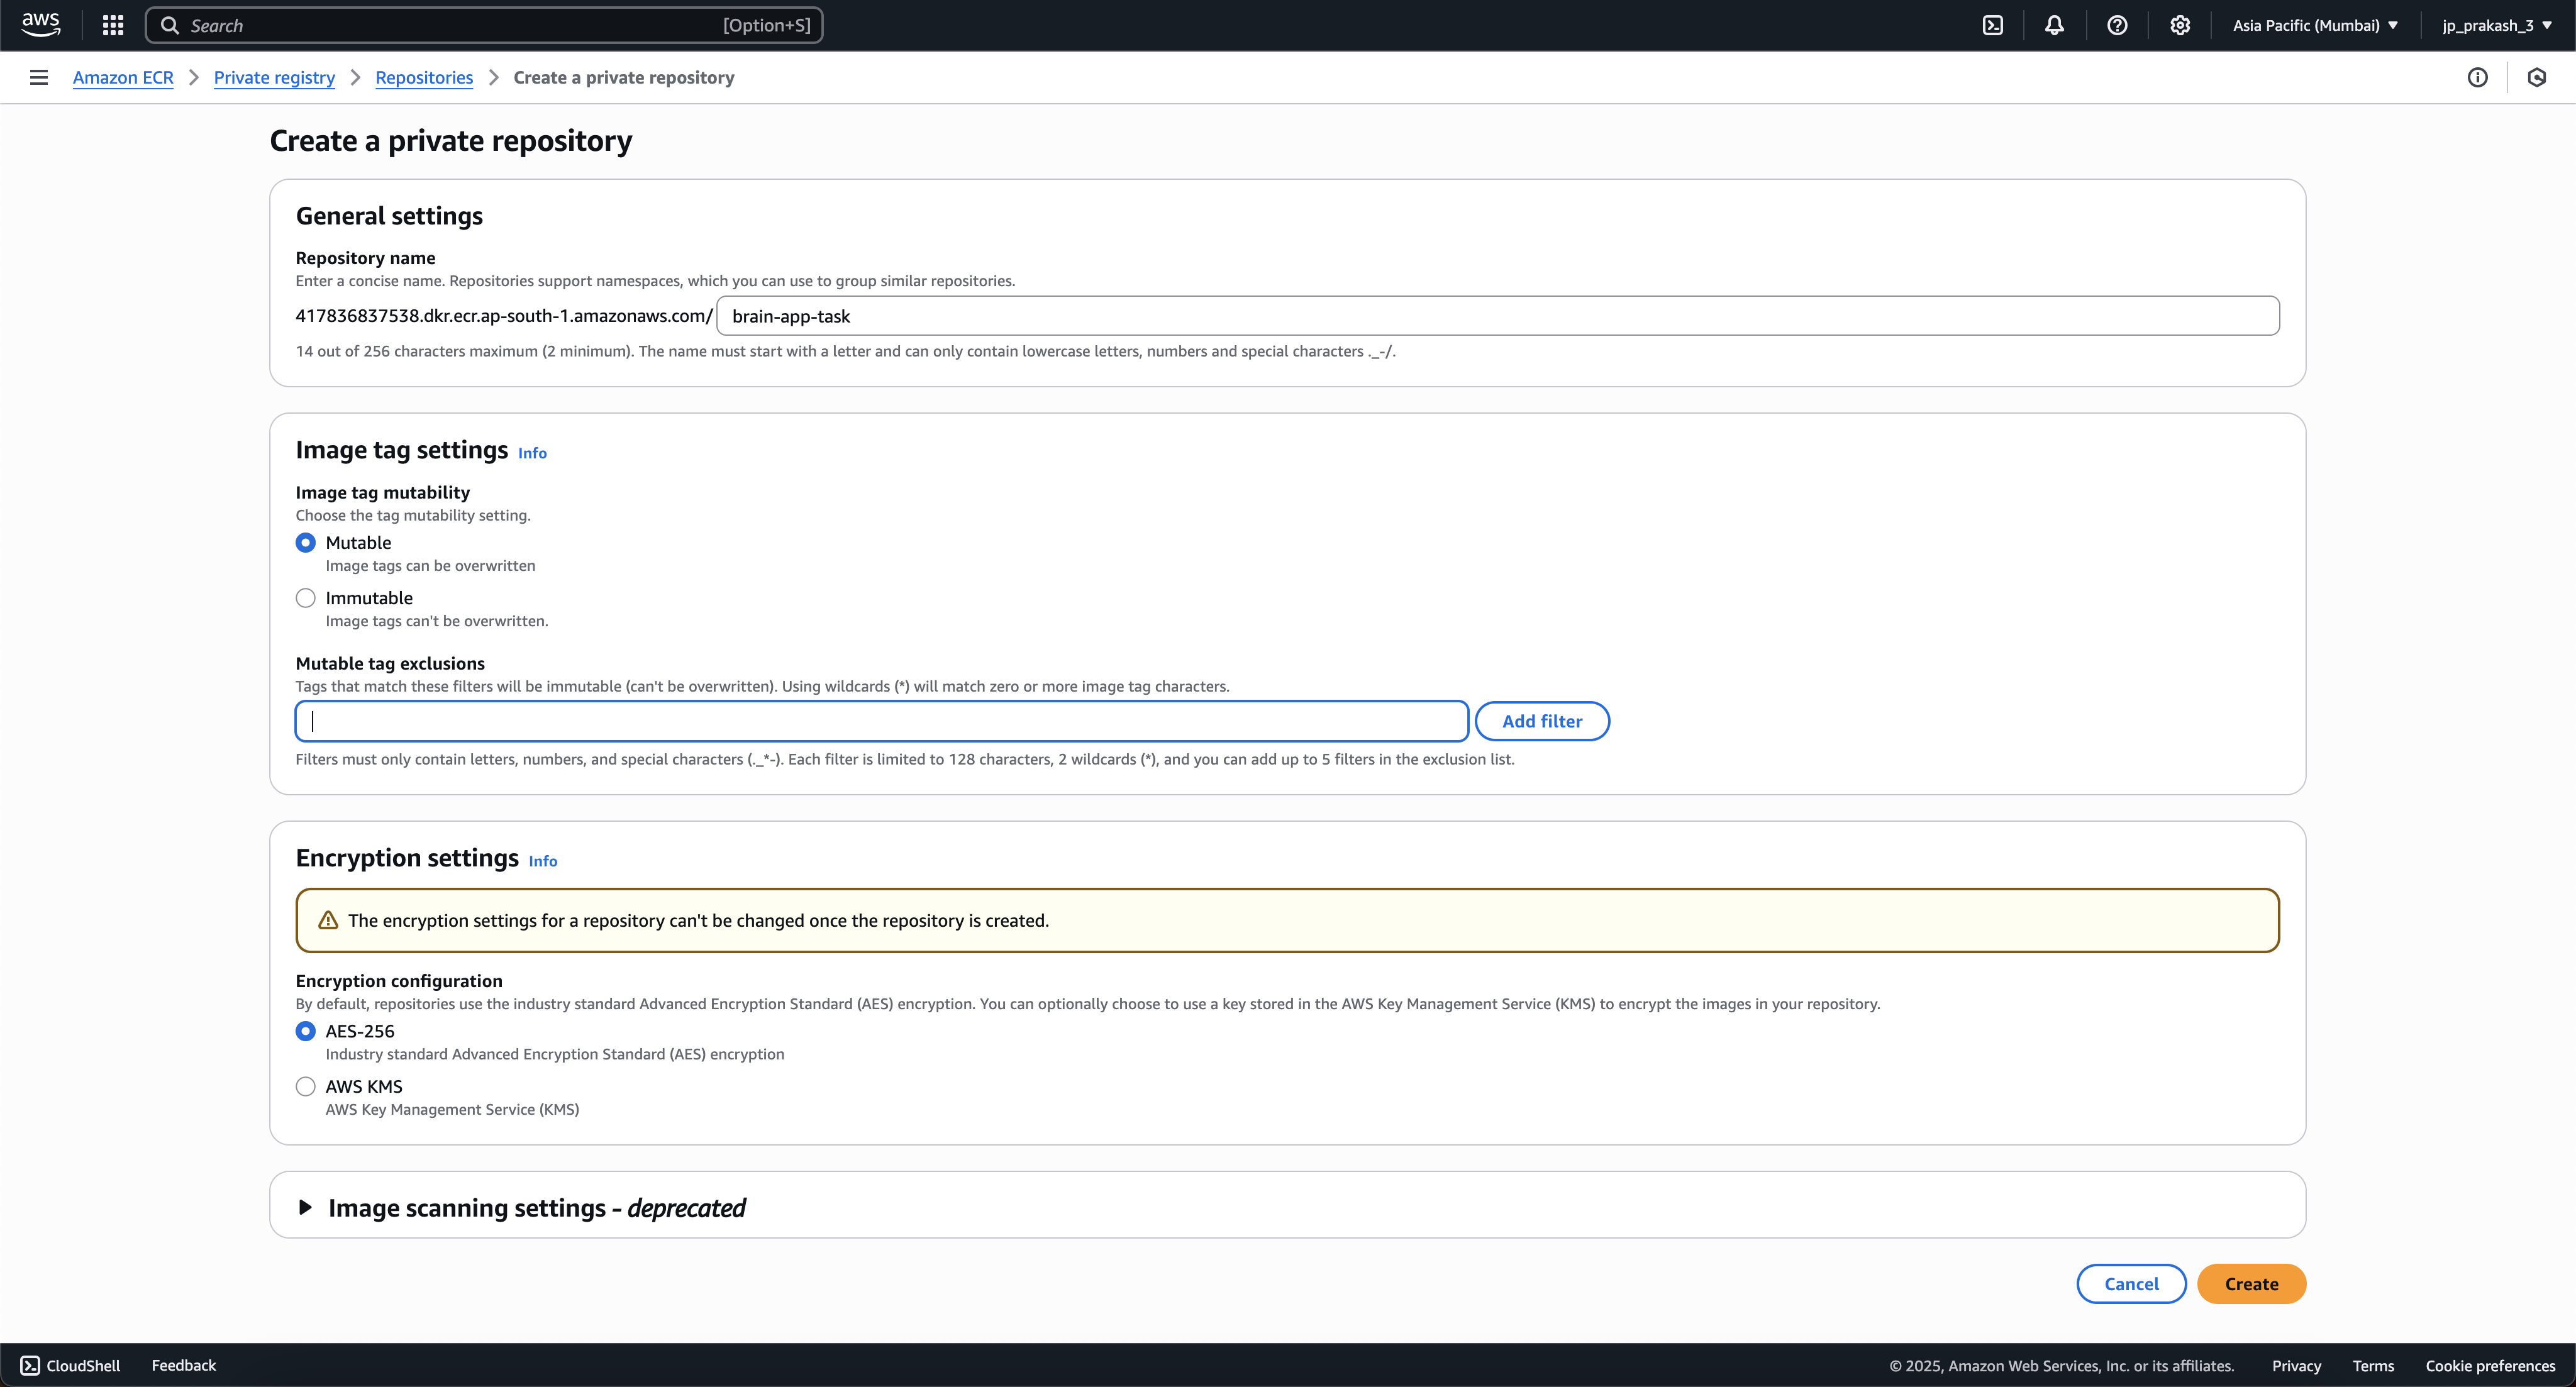 aws
Search
[Option+S]
Asia Pacific (Mumbai)
jp_prakash_3
Amazon ECR
Private registry
Repositories
Create a private repository
Create a private repository
General settings
Repository name
Enter a concise name. Repositories support namespaces, which you can use to group similar repositories.
417836837538.dkr.ecr.ap-south-1.amazonaws.com/
brain-app-task
14 out of 256 characters maximum (2 minimum). The name must start with a letter and can only contain lowercase letters, numbers and special characters ._-/.
Image tag settings Info
Image tag mutability
Choose the tag mutability setting.
Mutable
Image tags can be overwritten
Immutable
Image tags can't be overwritten.
Mutable tag exclusions
Tags that match these filters will be immutable (can't be overwritten). Using wildcards (*) will match zero or more image tag characters.
Add filter
Filters must only contain letters, numbers, and special characters (._*-). Each filter is limited to 128 characters, 2 wildcards (*), and you can add up to 5 filters in the exclusion list.
Encryption settings Info
The encryption settings for a repository can't be changed once the repository is created.
Encryption configuration
By default, repositories use the industry standard Advanced Encryption Standard (AES) encryption. You can optionally choose to use a key stored in the AWS Key Management Service (KMS) to encrypt the images in your repository.
AES-256
Industry standard Advanced Encryption Standard (AES) encryption
AWS KMS
AWS Key Management Service (KMS)
Image scanning settings - deprecated
Cancel
Create
CloudShell
Feedback
© 2025, Amazon Web Services, Inc. or its affiliates.
Privacy
Terms
Cookie preferences